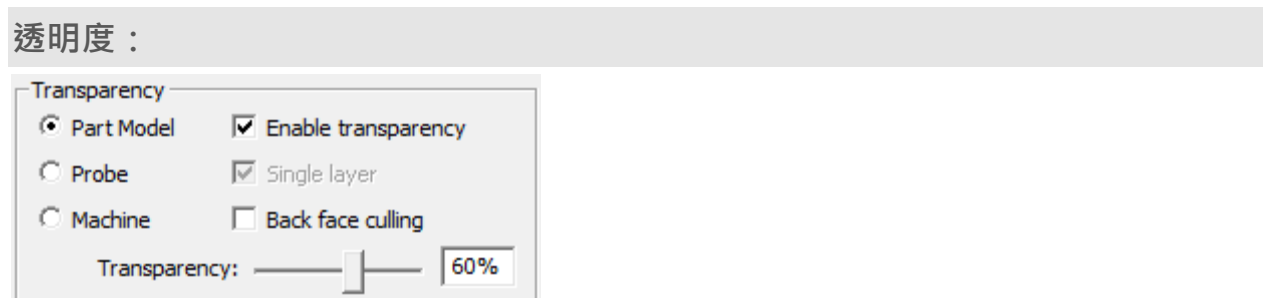 透明度：
Transparency
Part Model Enable transparency
Probe Single layer
Machine Back face culling
Transparency: 60%